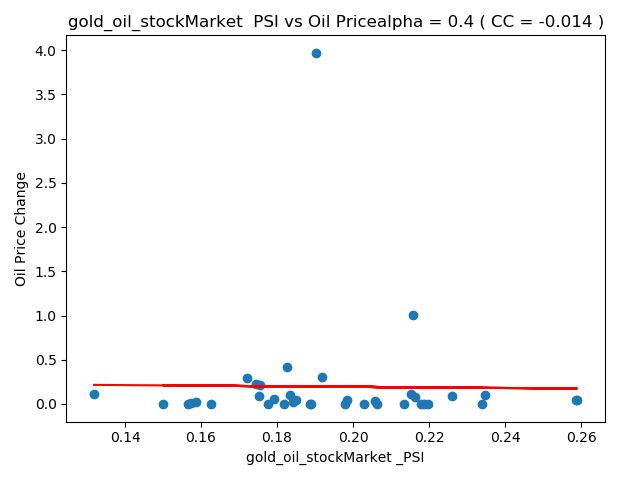 gold_oil_stockMarket  PSI vs Oil Pricealpha = 0.4 ( CC = -0.014 )
4.0
3.5
3.0
2.5
2.0
1.5
1.0
0.5
0.0
Oil Price Change
0.14 0.16 0.18 0.20 0.22 0.24 0.26
gold_oil_stockMarket _PSI